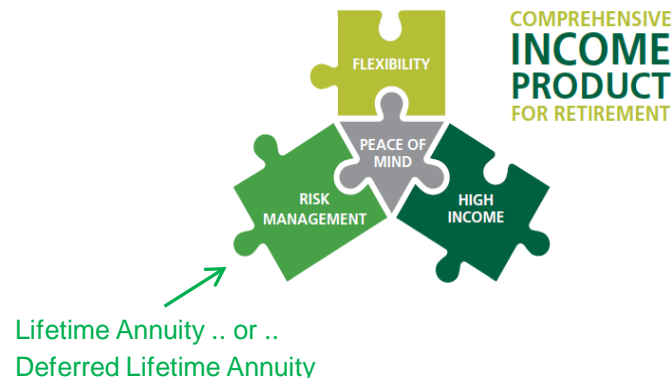 COMPREHENSIVE
INCOME
PRODUCT
FOR RETIREMENT
FLEXIBILITY
PEACE OF
MIND
RISK
MANAGEMENT
HIGH
INCOME
Lifetime Annuity .. or ..
Deferred Lifetime Annuity